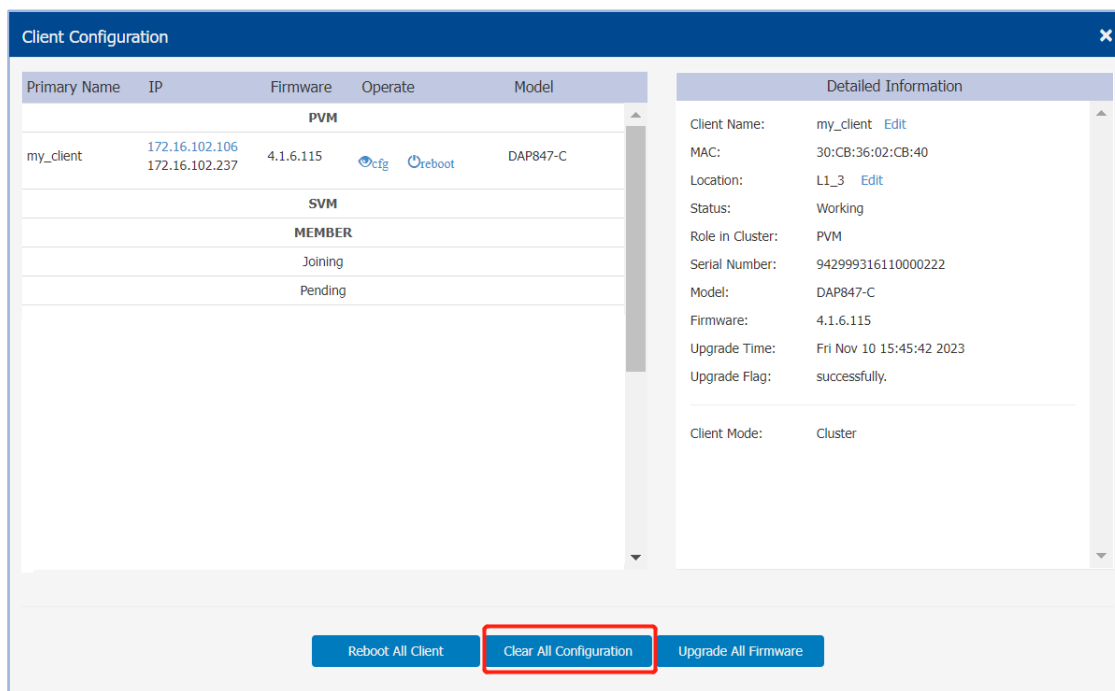 Client Configuration
Primary Name IP Firmware Operate Model
PVM
my_client 172.16.102.106 172.16.102.237 4.1.6.115 cfg reboot DAP847-C
SVM
MEMBER
Joining
Pending
Detailed Information
Client Name: my_client Edit
MAC: 30:CB:36:02:CB:40
Location: L1_3 Edit
Status: Working
Role in Cluster: PVM
Serial Number: 942999316110000222
Model: DAP847-C
Firmware: 4.1.6.115
Upgrade Time: Fri Nov 10 15:45:42 2023
Upgrade Flag: successfully.
Client Mode: Cluster
Reboot All Client Clear All Configuration Upgrade All Firmware